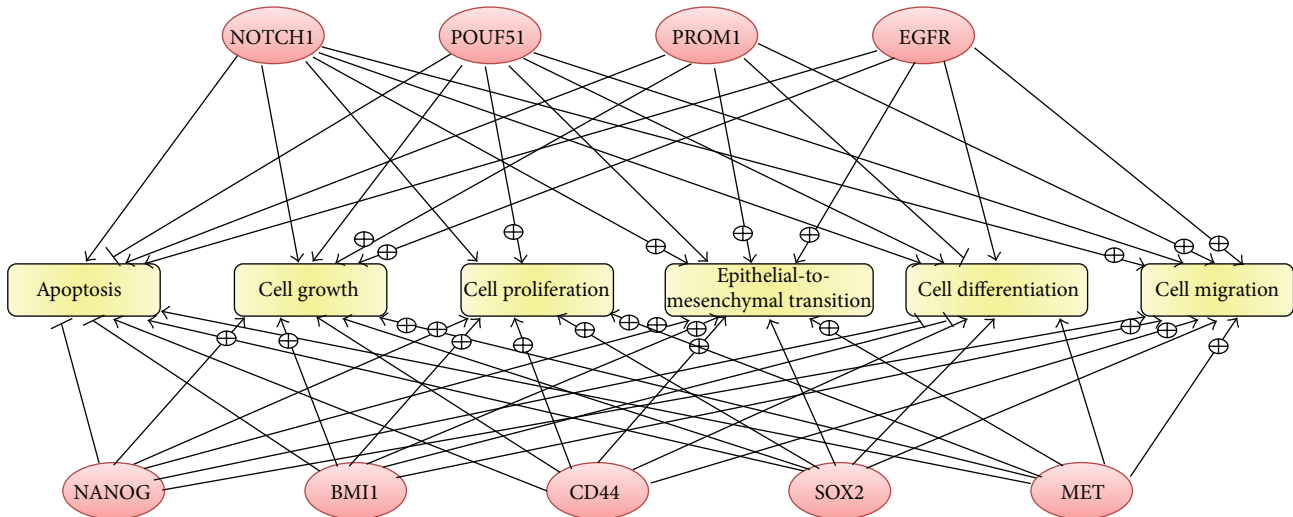 NOTCH1
POUF51
PROM1
EGFR
Apoptosis
Cell growth
Cell proliferation
Epithelial-to-
mesenchymal transition
Cell differentiation
Cell migration
NANOG
BMI1
CD44
SOX2
MET